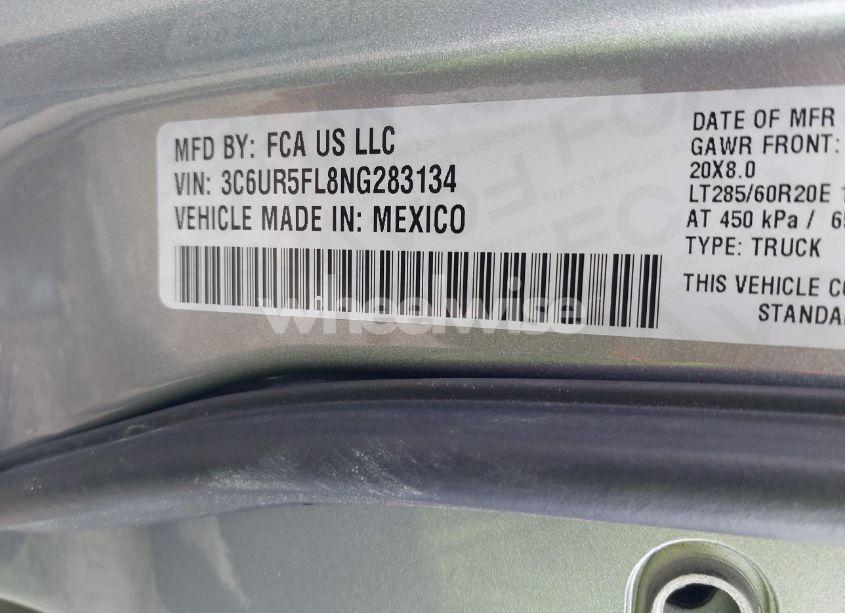 MFD BY: FCA US LLC
VIN: 3C6UR5FL8NG283134
VEHICLE MADE IN: MEXICO
DATE OF MFR
GAWR FRONT:
20X8.0
LT285/60R20E
AT 450 kPa /
TYPE: TRUCK
THIS VEHICLE
wheelwise